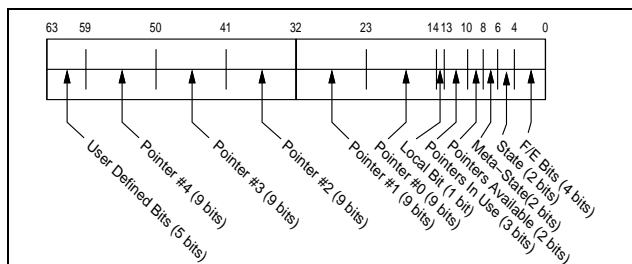 63 59 50 41 32 23 14 13 10 8 6 4 0
User Defined Bits (5 bits)
Pointer #4 (9 bits)
Pointer #3 (9 bits)
Pointer #2 (9 bits)
Pointer #1 (9 bits)
Pointer #0 (9 bits)
Local Bit (1 bit)
Pointers In Use (3 bits)
Pointers Available (2 bits)
Meta–State(2 bits)
State (2 bits)
F/E Bits (4 bits)